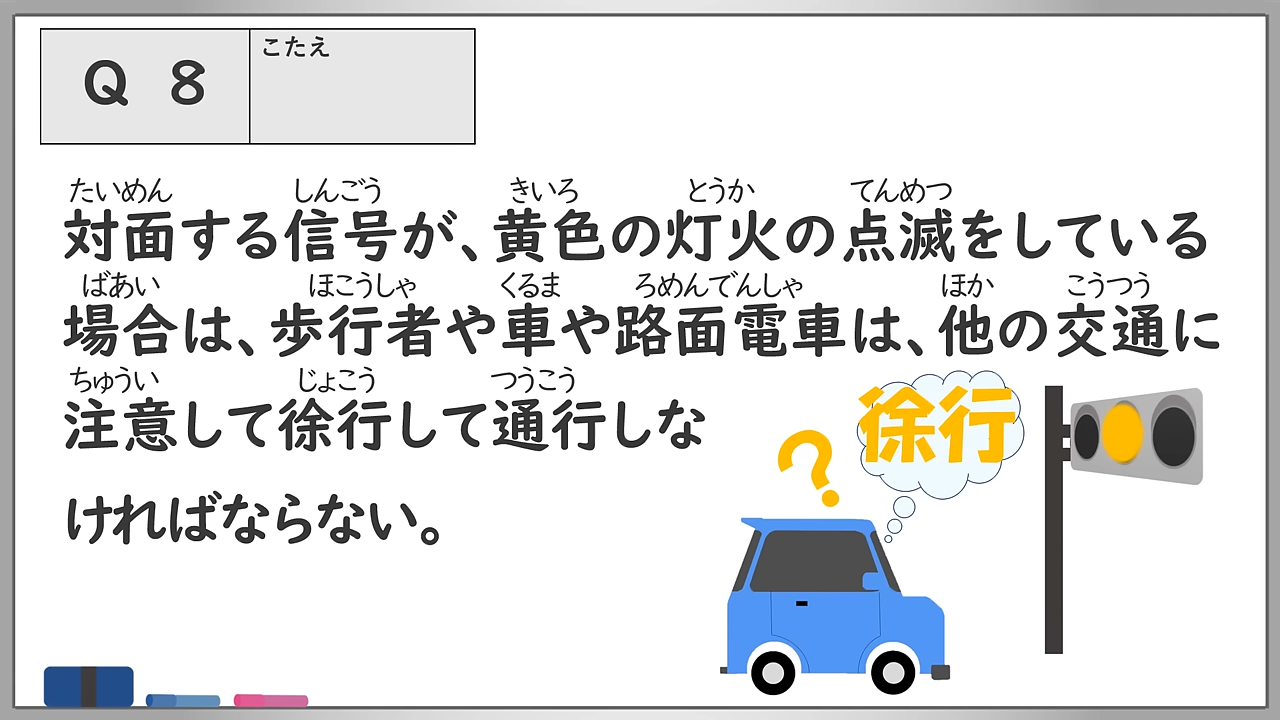 Q 8
こたえ
たいめん しんごう きいろ とうか てんめつ
対面する信号が、黄色の灯火の点滅をしている
ばあい ほこうしゃ くるま ろめんでんしゃ ほか こうつう
場合は、歩行者や車や路面電車は、他の交通に
ちゅうい じょこう つうこう
注意して徐行して通行しな
ければならない。
徐行
?